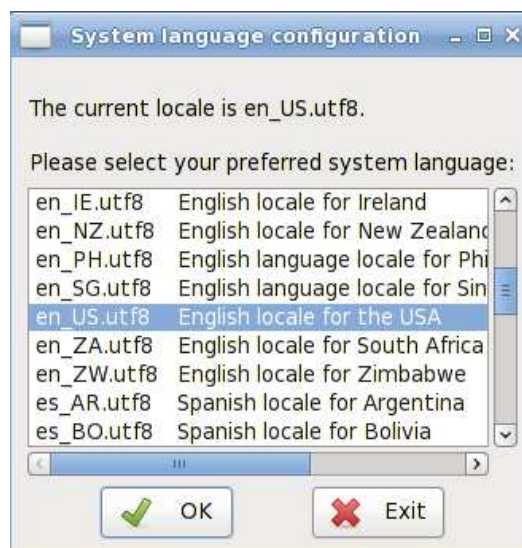 System language configuration
The current locale is en_US.utf8.
Please select your preferred system language:
en_IE.utf8 English locale for Ireland
en_NZ.utf8 English locale for New Zealand
en_PH.utf8 English language locale for Phi
en_SG.utf8 English language locale for Sin
en_US.utf8 English locale for the USA
en_ZA.utf8 English locale for South Africa
en_ZW.utf8 English locale for Zimbabwe
es_AR.utf8 Spanish locale for Argentina
es_BO.utf8 Spanish locale for Bolivia
OK Exit